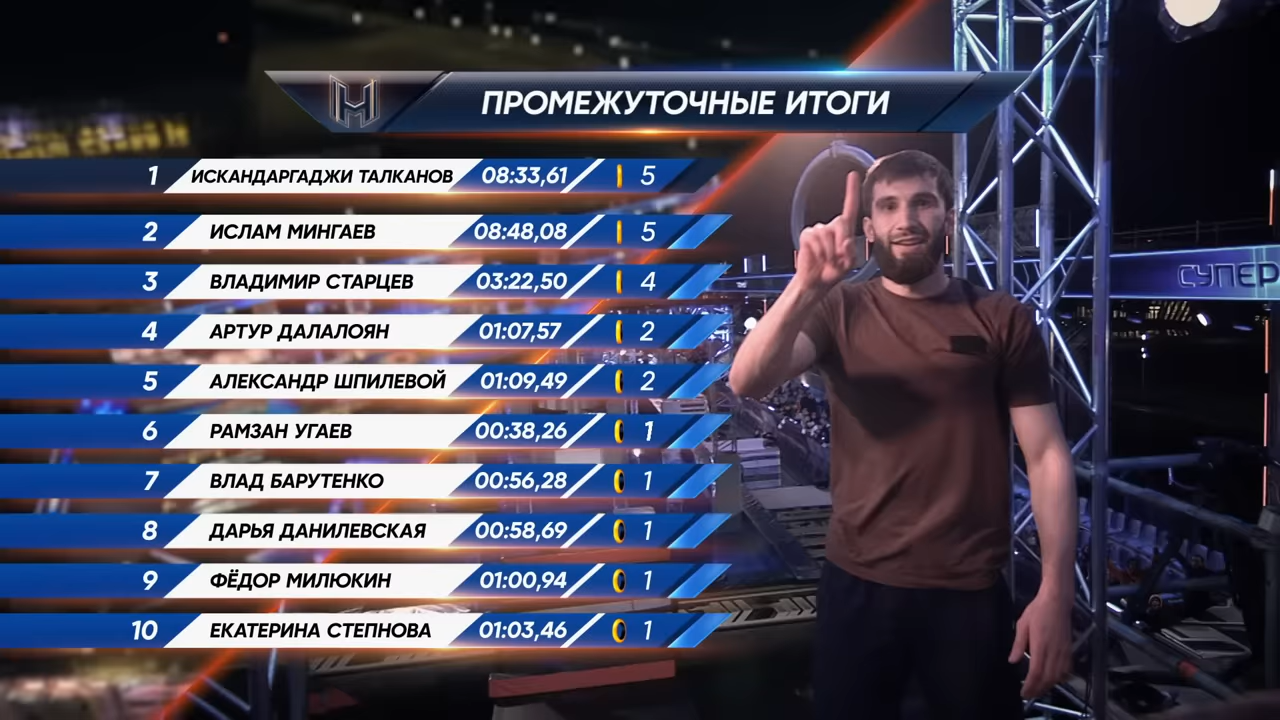 ПРОМЕЖУТОЧНЫЕ ИТОГИ
1 ИСКАНДАРГАДЖИ ТАЛКАНОВ 08:33,61 5
2 ИСЛАМ МИНГАЕВ 08:48,08 5
3 ВЛАДИМИР СТАРЦЕВ 03:22,50 4
4 АРТУР ДАЛАЛОЯН 01:07,57 2
5 АЛЕКСАНДР ШПИЛЕВОЙ 01:09,49 2
6 РАМЗАН УГАЕВ 00:38,26 1
7 ВЛАД БАРУТЕНКО 00:56,28 1
8 ДАРЬЯ ДАНИЛЕВСКАЯ 00:58,69 1
9 ФЁДОР МИЛЮКИН 01:00,94 1
10 ЕКАТЕРИНА СТЕПНОВА 01:03,46 1
СУПЕР